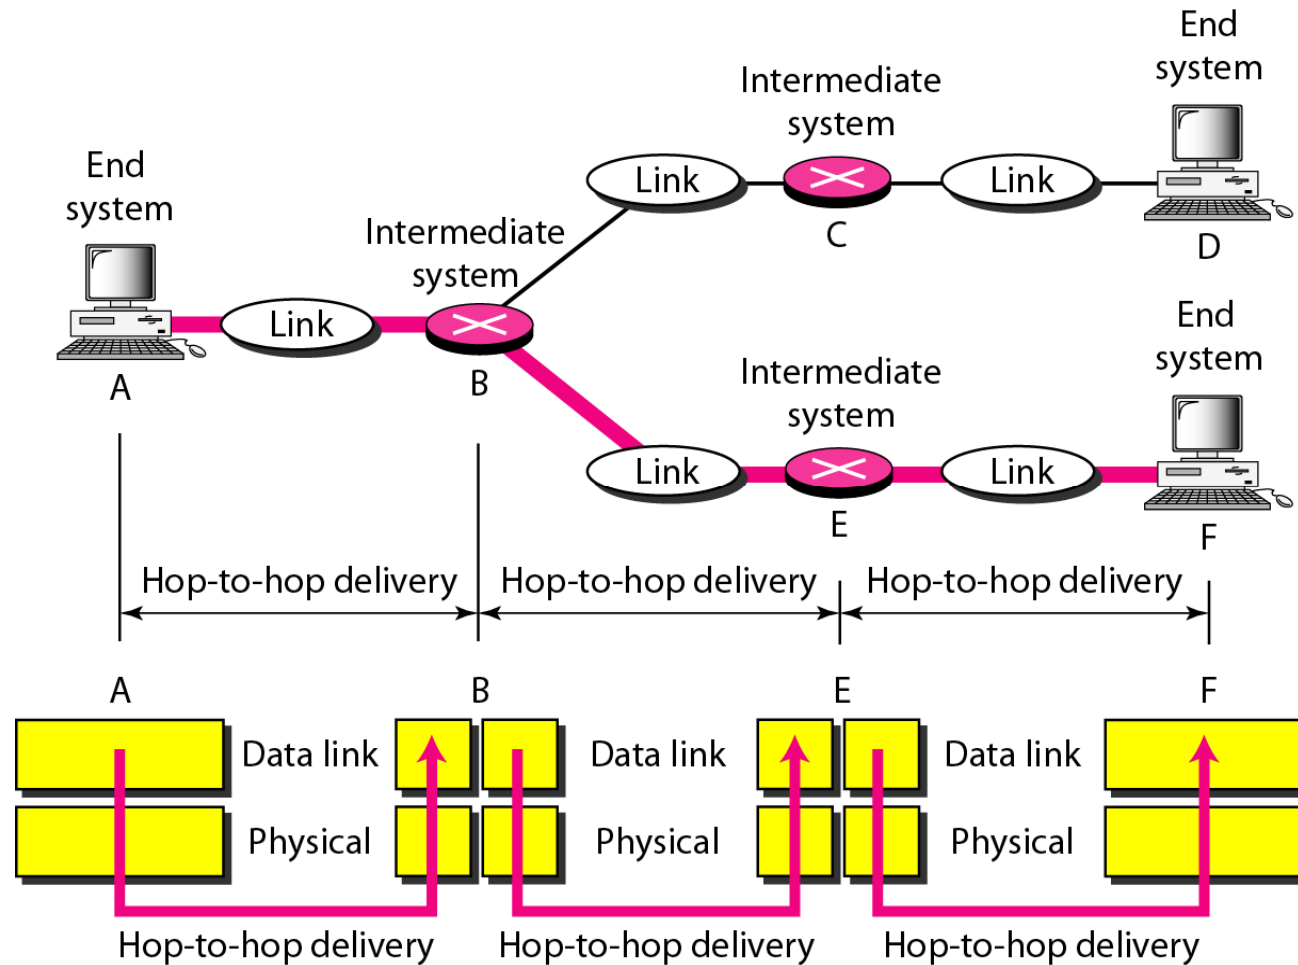 End
system
Intermediate
system
Link
C
Link
D
End
system
A
Link
Intermediate
system
B
Intermediate
system
Link
E
Link
End
system
F
Hop-to-hop delivery
Hop-to-hop delivery
Hop-to-hop delivery
A
B
E
F
Data link
Data link
Data link
Physical
Physical
Physical
Hop-to-hop delivery
Hop-to-hop delivery
Hop-to-hop delivery